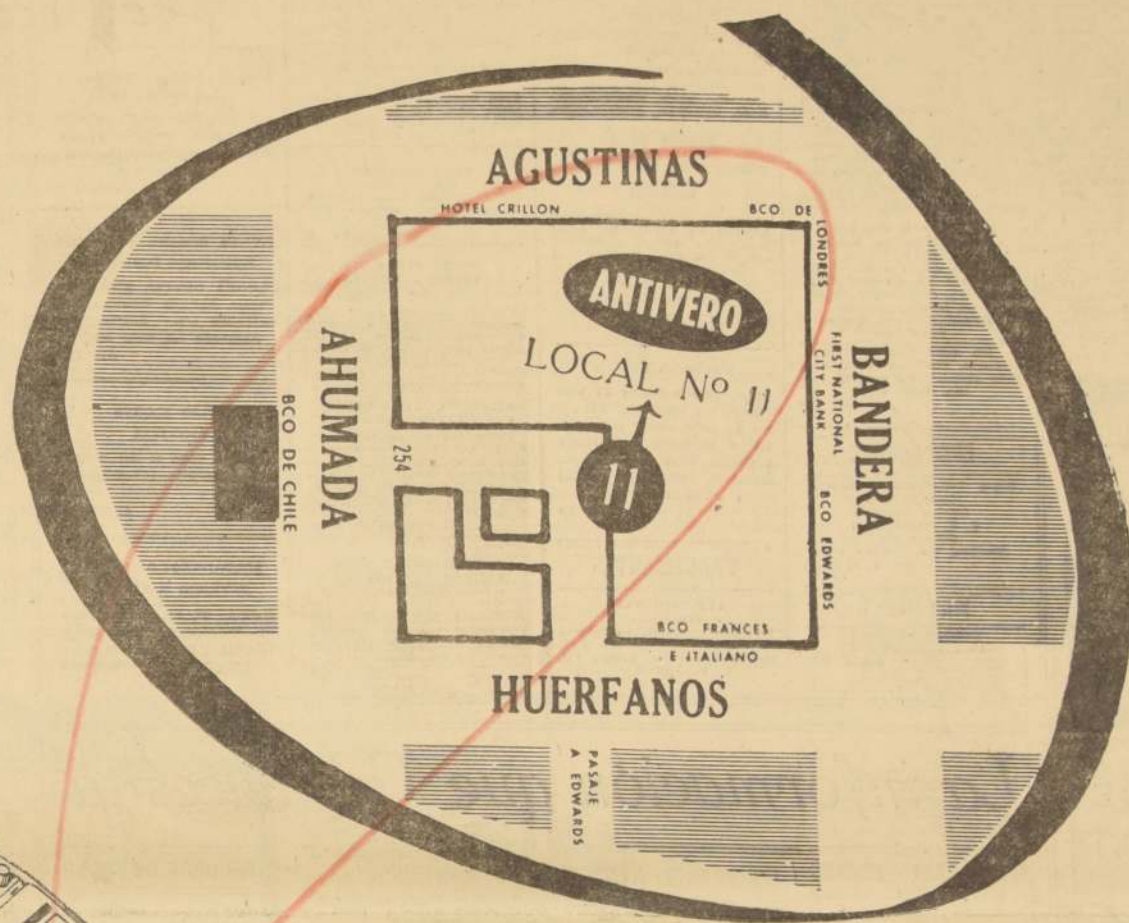 AGUSTINAS
HOTEL CRILLON
BCO. DE
LONDRES
ANTIVERO
LOCAL Nº 11
11
FIRST NATIONAL
CITY BANK
BANDERA
BCO EDWARDS
AHUMADA
BCO DE CHILE
254
BCO FRANCES
E ITALIANO
HUERFANOS
PASAJE
A EDWARDS